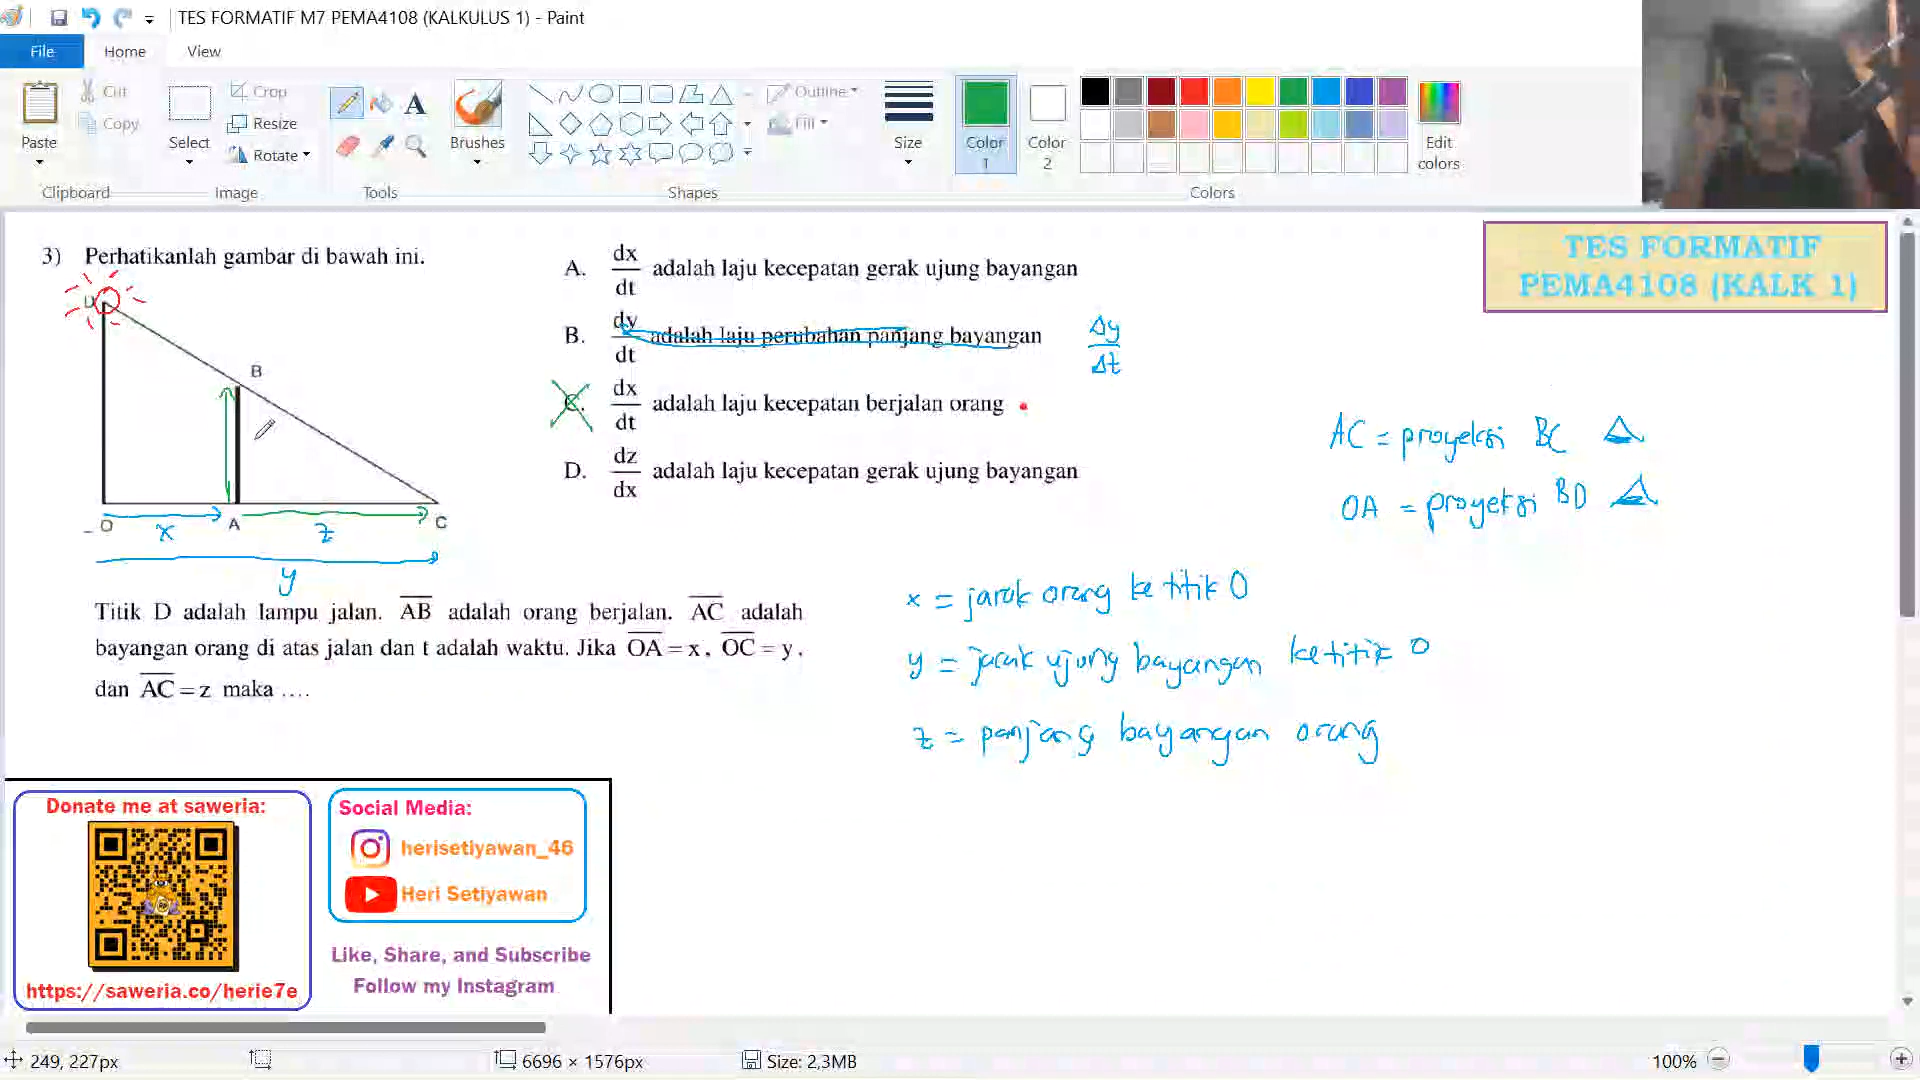 TES FORMATIF M7 PEMA4108 (KALKULUS 1) - Paint
File Home View
Paste
Cut
Copy
Clipboard
Select
Crop
Resize
Rotate
Image
A
Tools
Brushes
Outline
Fill
Shapes
Size
Color 1
Color 2
Edit colors
Colors
TES FORMATIF
PEMA4108 (KALK 1)
3) Perhatikanlah gambar di bawah ini.
D
B
O
A
C
x
z
y
Titik D adalah lampu jalan. AB adalah orang berjalan. AC adalah
bayangan orang di atas jalan dan t adalah waktu. Jika OA = x, OC = y,
dan AC = z maka ....
A. dx/dt adalah laju kecepatan gerak ujung bayangan
B. dy/dt adalah laju perubahan panjang bayangan
Δy/Δt
C. dx/dt adalah laju kecepatan berjalan orang
D. dz/dx adalah laju kecepatan gerak ujung bayangan
AC = proyeksi BC
OA = proyeksi BD
x = jarak orang ke titik 0
y = jarak ujung bayangan ke titik 0
z = panjang bayangan orang
Donate me at saweria:
https://saweria.co/herie7e
Social Media:
herisetiyawan_46
Heri Setiyawan
Like, Share, and Subscribe
Follow my Instagram
249, 227px
6696 × 1576px
Size: 2,3MB
100%